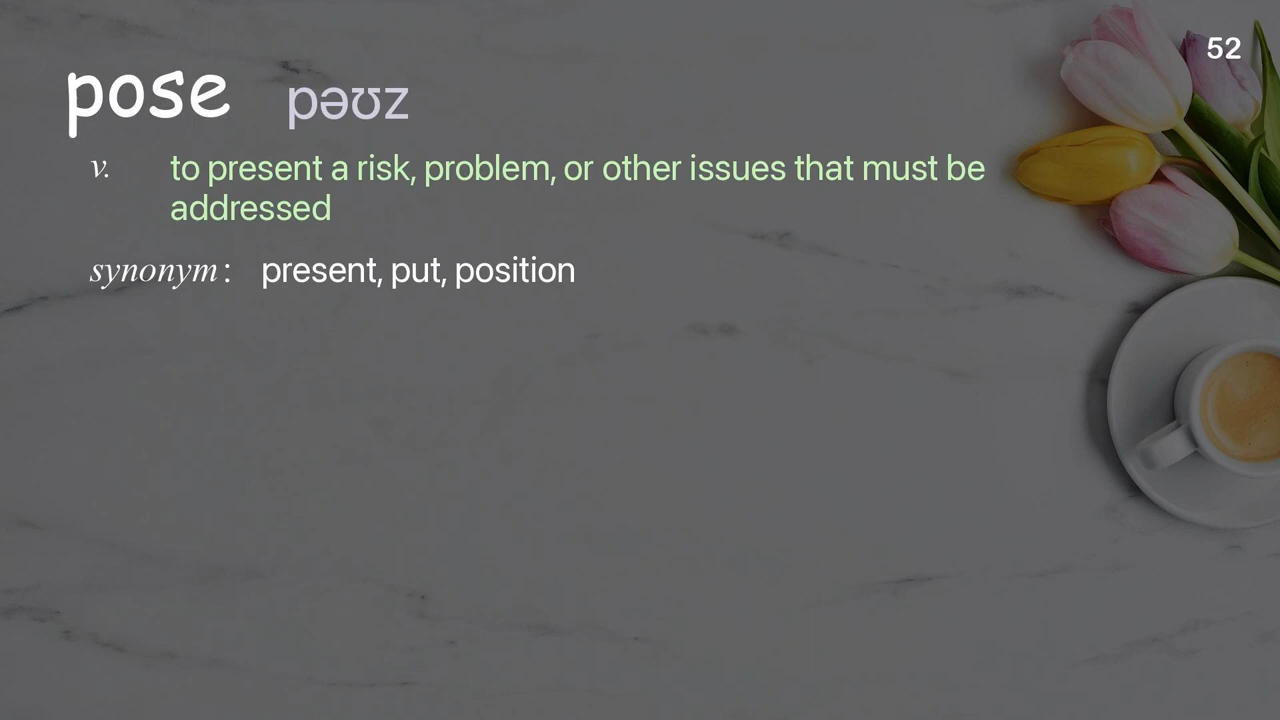 52
pose pəʊz
v. to present a risk, problem, or other issues that must be
addressed
synonym : present, put, position